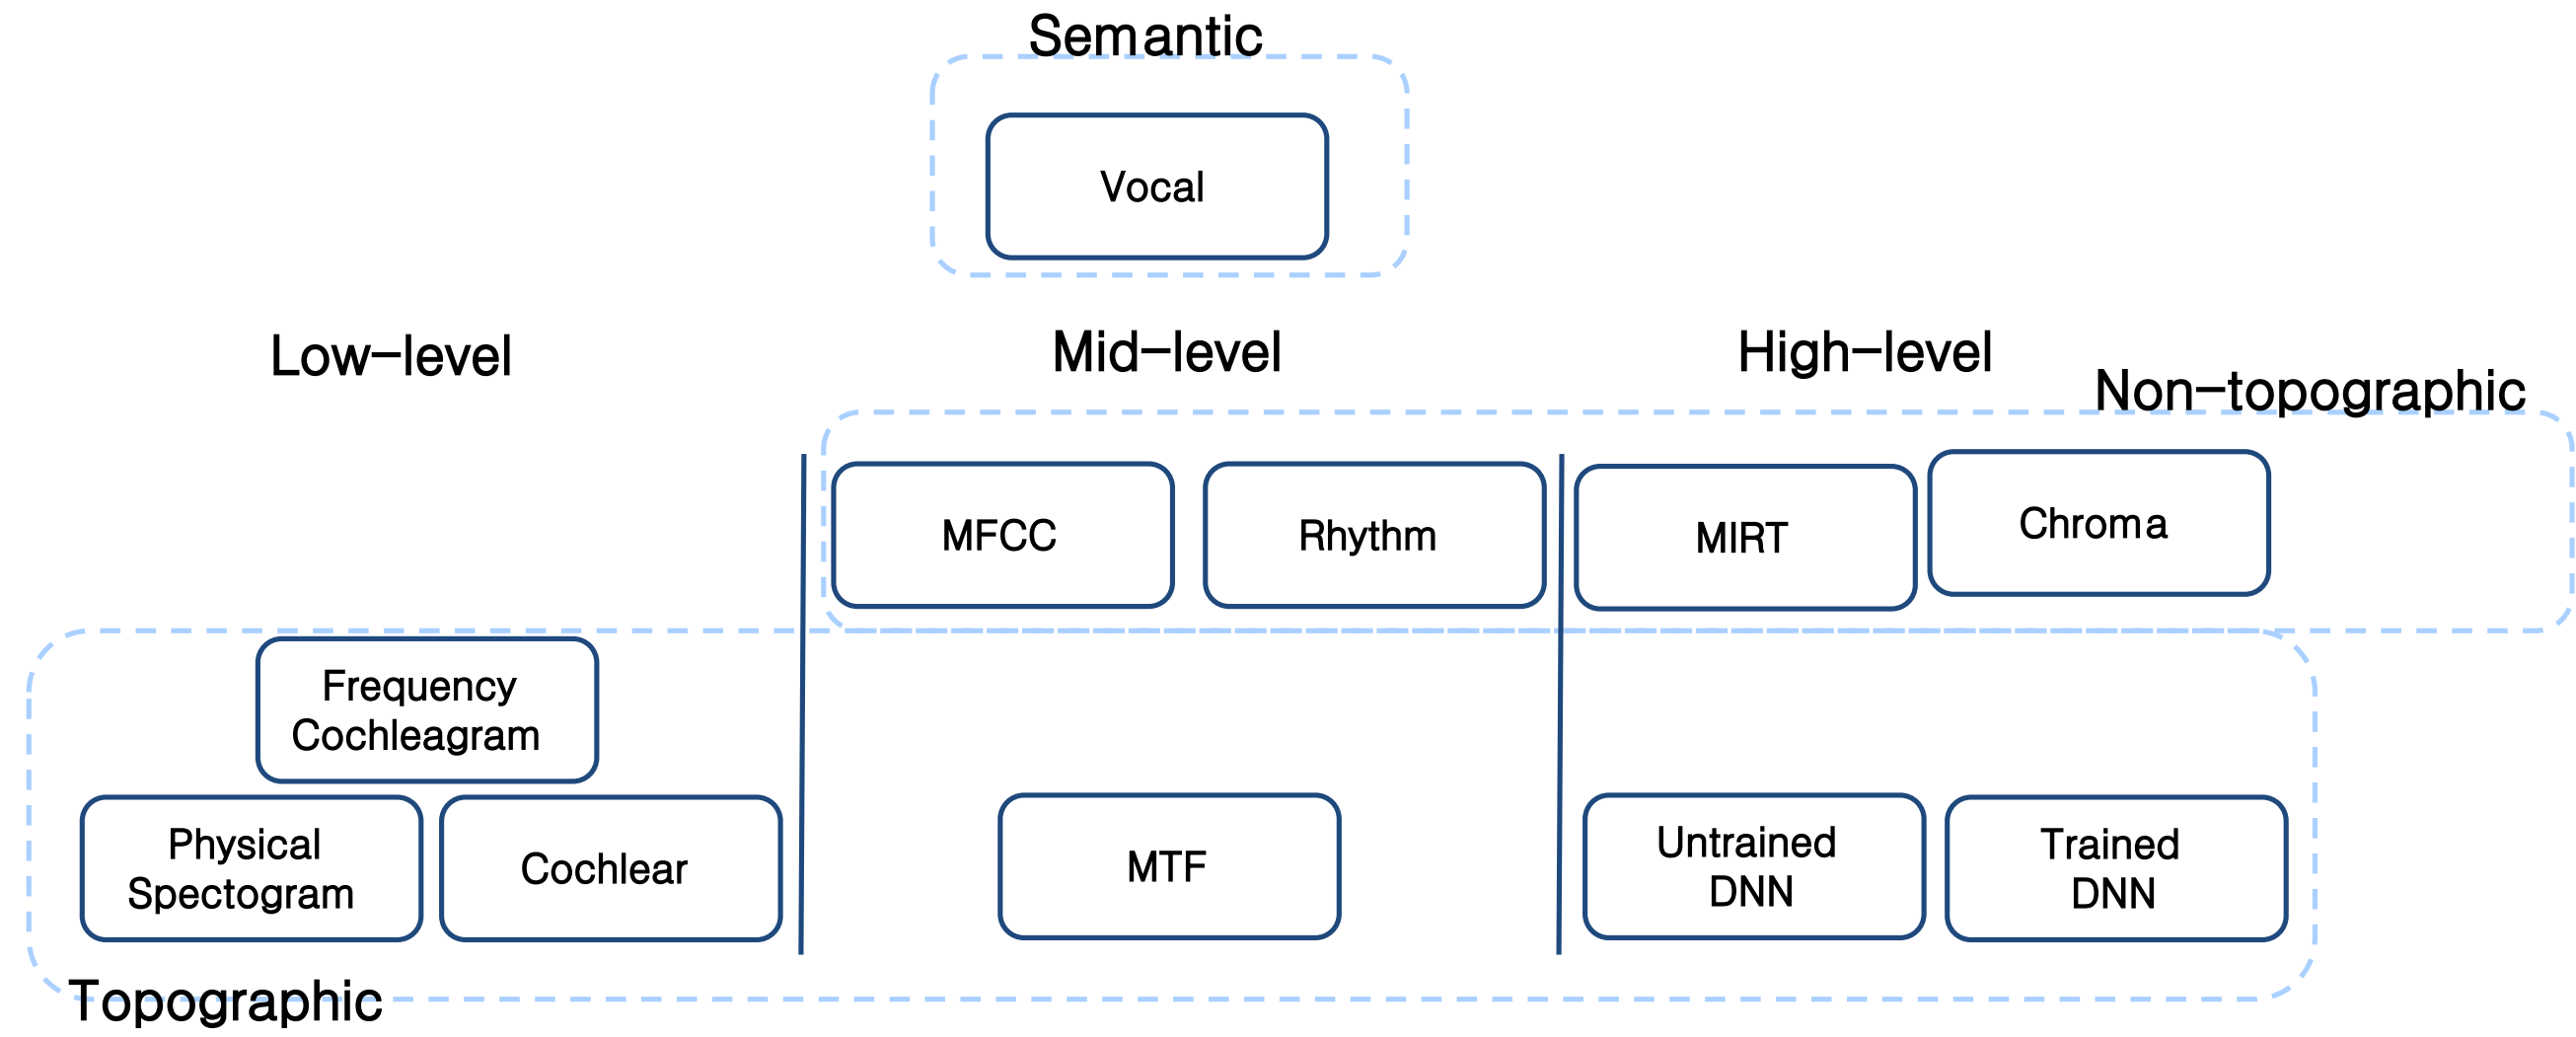 Semantic
Vocal
Low-level
Mid-level
High-level
Non-topographic
MFCC
Rhythm
MIRT
Chroma
Frequency
Cochleagram
Physical
Spectogram
Cochlear
MTF
Untrained
DNN
Trained
DNN
Topographic